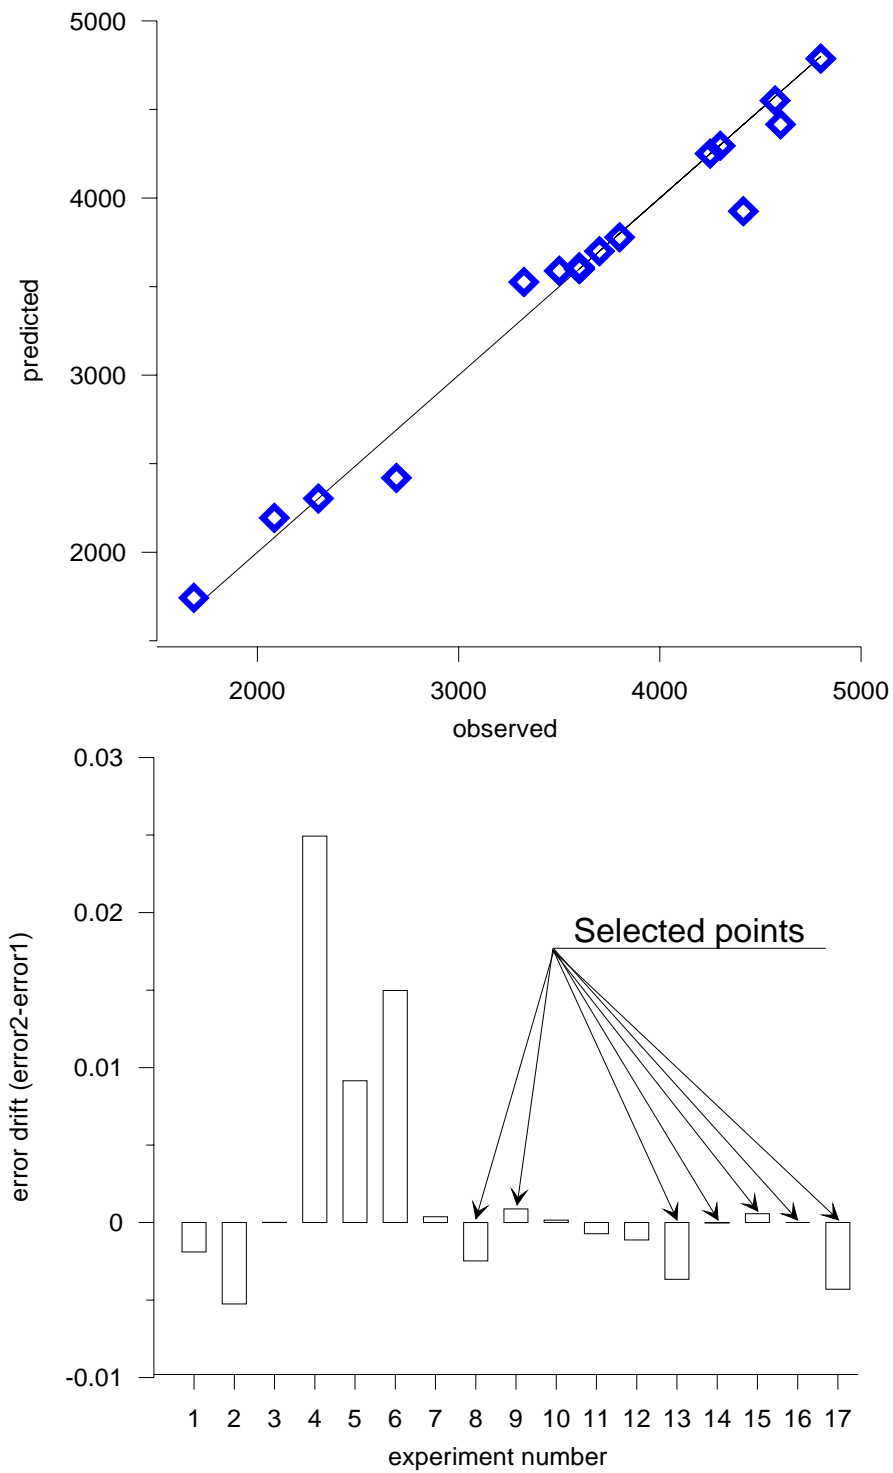 5000
4000
3000
2000
predicted
2000 3000 4000 5000
observed
0.03
0.02
0.01
0
-0.01
error drift (error2-error1)
Selected points
1 2 3 4 5 6 7 8 9 10 11 12 13 14 15 16 17
experiment number